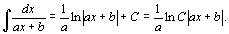 ∫ dx/(ax + b) = 1/a ln|ax + b| + C = 1/a ln C|ax + b|.